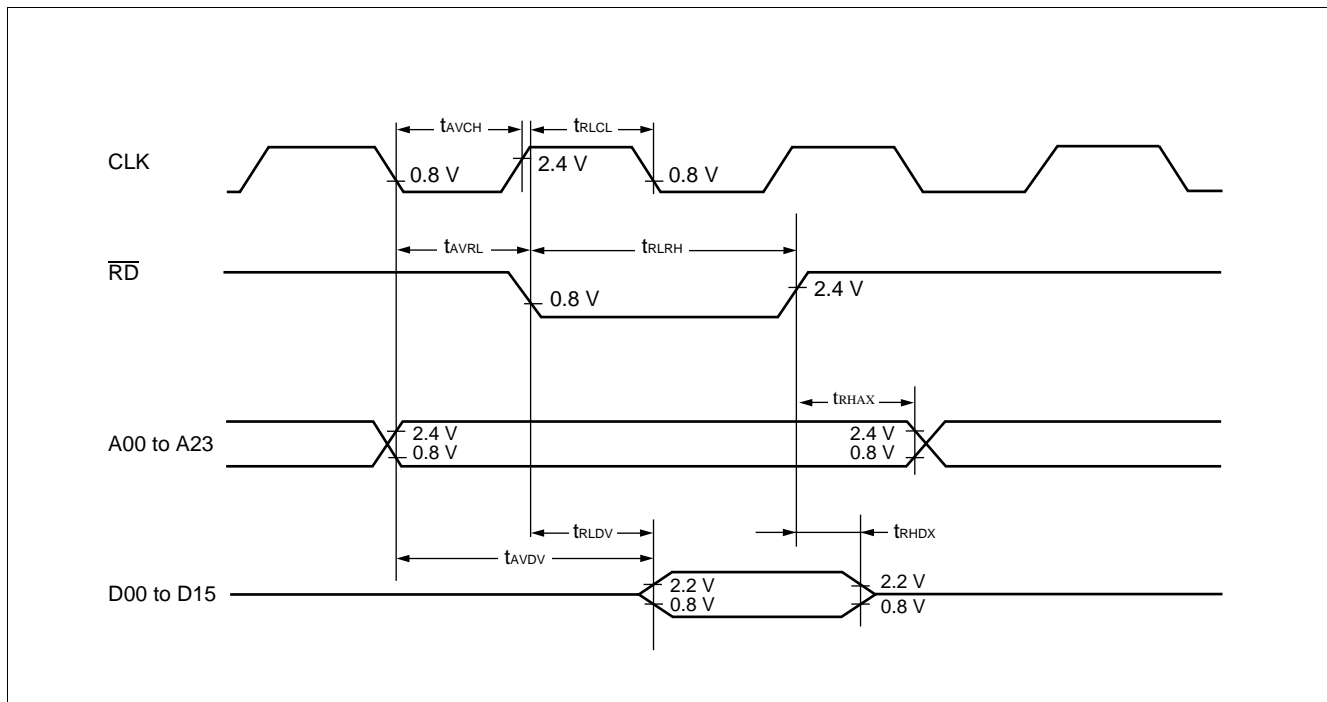 tAVCH
tRLCL
CLK
0.8 V
2.4 V
0.8 V
tAVRL
tRLRH
RD
0.8 V
2.4 V
tRHAX
A00 to A23
2.4 V
0.8 V
2.4 V
0.8 V
tRLDV
tRHDX
tAVDV
D00 to D15
2.2 V
0.8 V
2.2 V
0.8 V